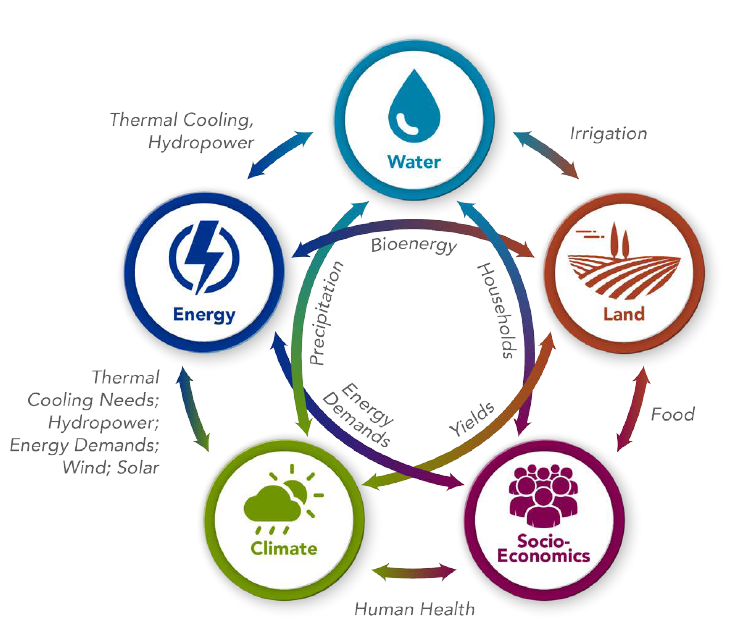 Thermal Cooling,
Hydropower
Irrigation
Water
Bioenergy
Energy
Land
Precipitation
Households
Thermal
Cooling Needs;
Hydropower;
Energy Demands;
Wind; Solar
Energy
Demands
Yields
Food
Climate
Socio-
Economics
Human Health